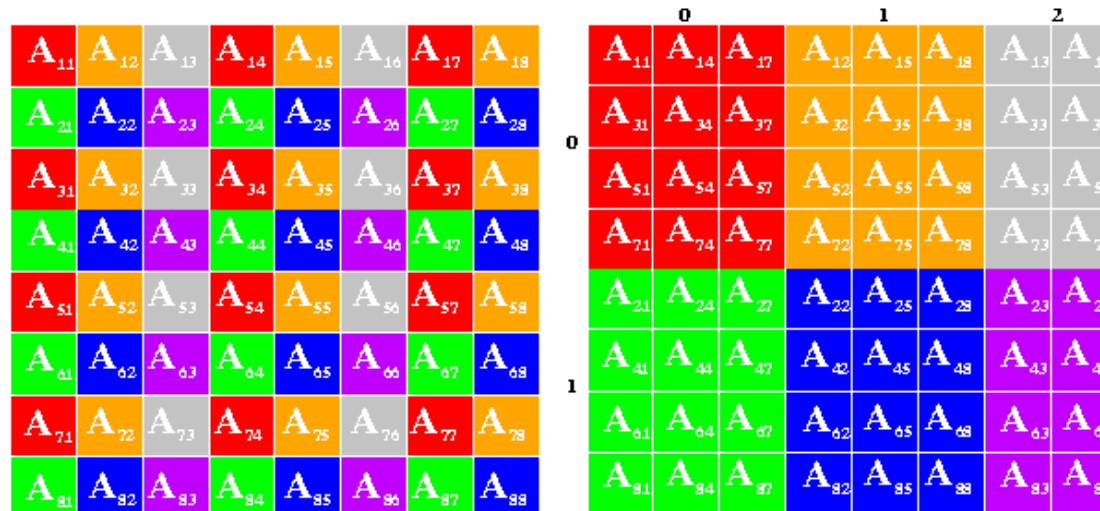 A11 A12 A13 A14 A15 A16 A17 A18
A21 A22 A23 A24 A25 A26 A27 A28
A31 A32 A33 A34 A35 A36 A37 A38
A41 A42 A43 A44 A45 A46 A47 A48
A51 A52 A53 A54 A55 A56 A57 A58
A61 A62 A63 A64 A65 A66 A67 A68
A71 A72 A73 A74 A75 A76 A77 A78
A81 A82 A83 A84 A85 A86 A87 A88
0 1 2
A11 A14 A17 A12 A15 A18 A13
A31 A34 A37 A32 A35 A38 A33
0
A51 A54 A57 A52 A55 A58 A53
A71 A74 A77 A72 A75 A78 A73
A21 A24 A27 A22 A25 A28 A23
A41 A44 A47 A42 A45 A48 A43
1
A61 A64 A67 A62 A65 A68 A63
A81 A84 A87 A82 A85 A88 A83